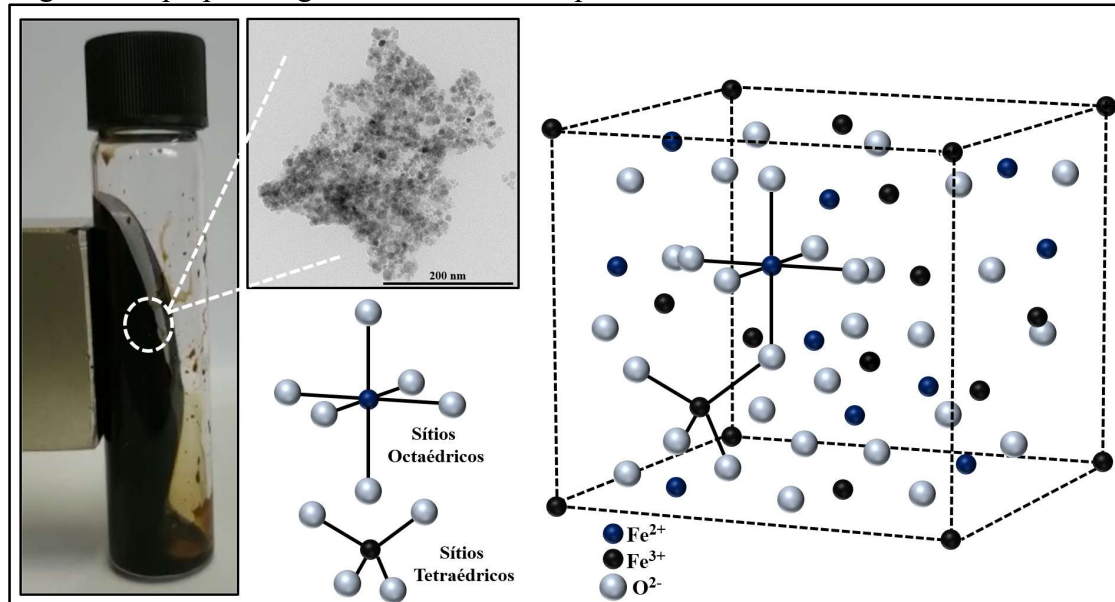 200 nm
Sítios
Octaédricos
Sítios
Tetraédricos
Fe²⁺
Fe³⁺
O²⁻